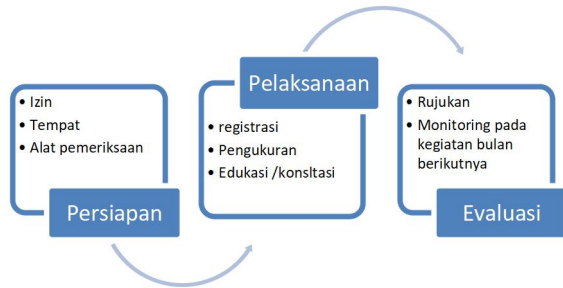 • Izin
• Tempat
• Alat pemeriksaan
Persiapan
Pelaksanaan
• registrasi
• Pengukuran
• Edukasi /konsltasi
• Rujukan
• Monitoring pada
kegiatan bulan
berikutnya
Evaluasi